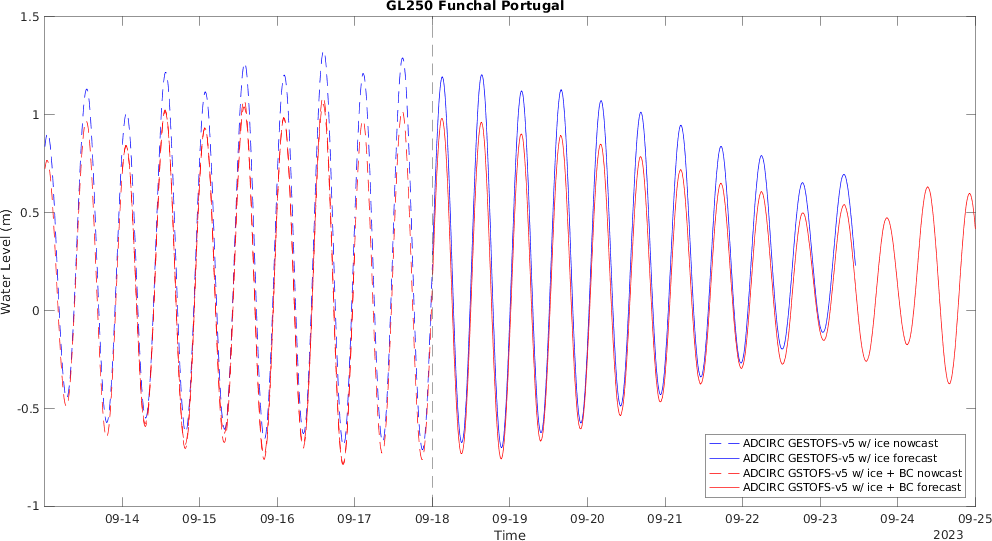 GL250 Funchal Portugal
1.5
1
0.5
0
-0.5
-1
Water Level (m)
09-14
09-15
09-16
09-17
09-18
09-19
09-20
09-21
09-22
09-23
09-24
09-25
Time
2023
ADCIRC GESTOFS-v5 w/ ice nowcast
ADCIRC GESTOFS-v5 w/ ice forecast
ADCIRC GSTOFS-v5 w/ ice + BC nowcast
ADCIRC GSTOFS-v5 w/ ice + BC forecast